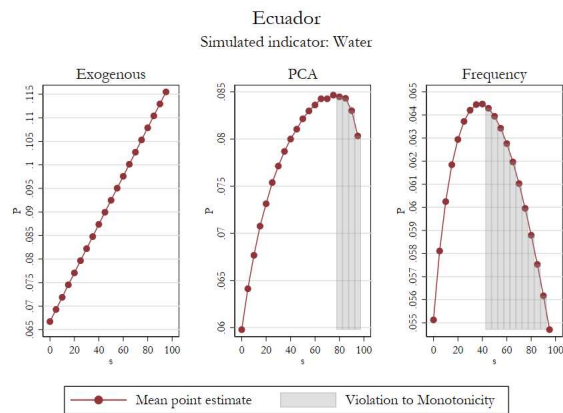 Ecuador
Simulated indicator: Water
Exogenous
PCA
Frequency
.115
.11
.105
.1
.095
.09
.085
.08
.075
.07
.065
P
0 20 40 60 80 100
s
.085
.08
.075
.07
.065
.06
P
0 20 40 60 80 100
s
.065
.064
.063
.062
.061
.06
.059
.058
.057
.056
.055
P
0 20 40 60 80 100
s
Mean point estimate
Violation to Monotonicity